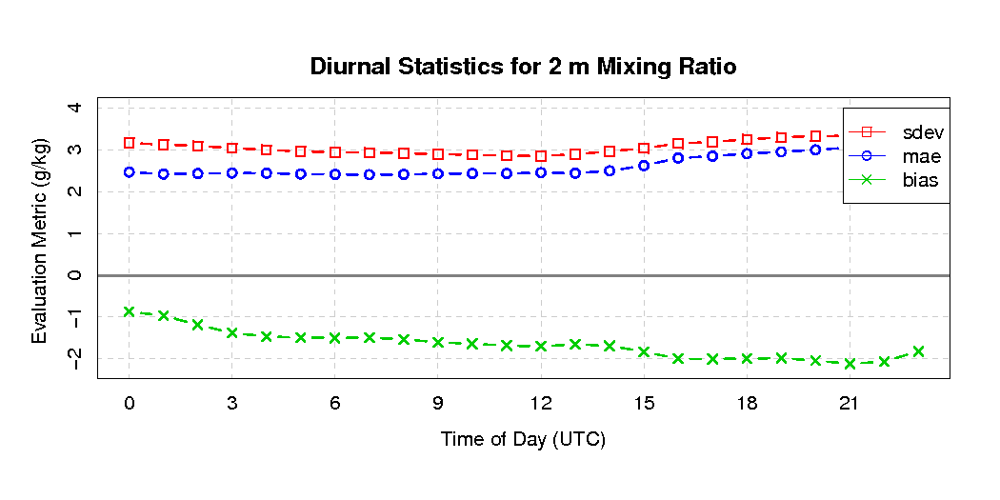 Diurnal Statistics for 2 m Mixing Ratio
Evaluation Metric (g/kg)
4
3
2
1
0
−1
−2
sdev
mae
bias
0 3 6 9 12 15 18 21
Time of Day (UTC)